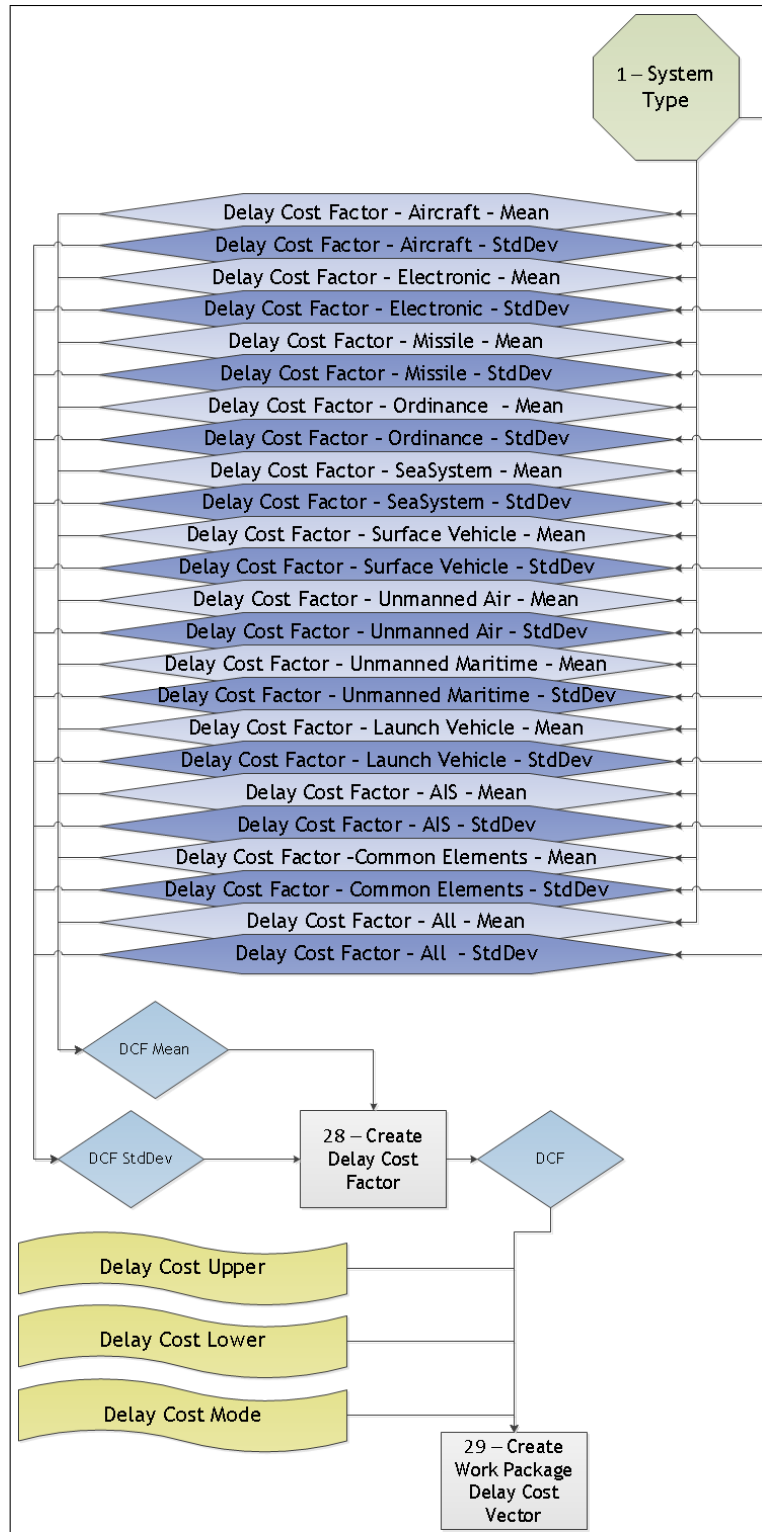 1 – System
Type
Delay Cost Factor - Aircraft - Mean
Delay Cost Factor - Aircraft - StdDev
Delay Cost Factor - Electronic - Mean
Delay Cost Factor - Electronic - StdDev
Delay Cost Factor - Missile - Mean
Delay Cost Factor - Missile - StdDev
Delay Cost Factor - Ordinance  - Mean
Delay Cost Factor - Ordinance - StdDev
Delay Cost Factor - SeaSystem - Mean
Delay Cost Factor - SeaSystem - StdDev
Delay Cost Factor - Surface Vehicle - Mean
Delay Cost Factor - Surface Vehicle - StdDev
Delay Cost Factor - Unmanned Air - Mean
Delay Cost Factor - Unmanned Air - StdDev
Delay Cost Factor - Unmanned Maritime - Mean
Delay Cost Factor - Unmanned Maritime - StdDev
Delay Cost Factor - Launch Vehicle - Mean
Delay Cost Factor - Launch Vehicle - StdDev
Delay Cost Factor - AIS - Mean
Delay Cost Factor - AIS - StdDev
Delay Cost Factor -Common Elements - Mean
Delay Cost Factor - Common Elements - StdDev
Delay Cost Factor - All - Mean
Delay Cost Factor - All  - StdDev
DCF Mean
DCF StdDev
28 – Create
Delay Cost
Factor
DCF
Delay Cost Upper
Delay Cost Lower
Delay Cost Mode
29 – Create
Work Package
Delay Cost
Vector